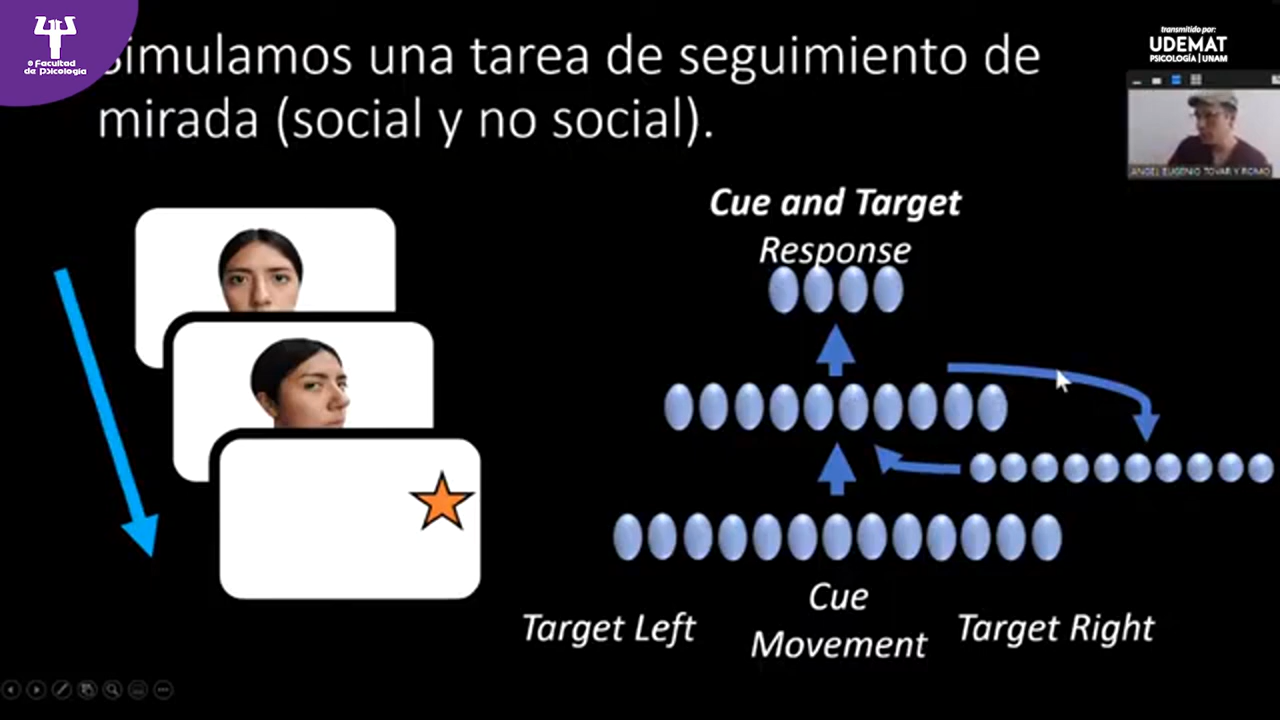 Facultad
de Psicología
Simulamos una tarea de seguimiento de
mirada (social y no social).
transmitido por:
UDEMAT
PSICOLOGÍA | UNAM
ANGEL EUGENIO TOVAR Y ROMO
Cue and Target
Response
Cue
Movement
Target Left
Target Right